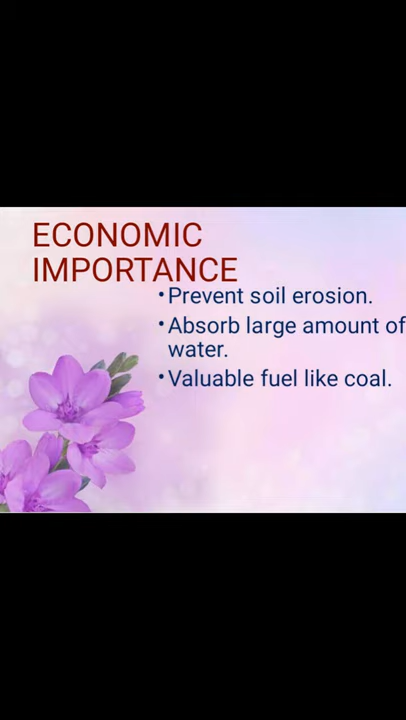 ECONOMIC
IMPORTANCE
•Prevent soil erosion.
•Absorb large amount of
water.
•Valuable fuel like coal.